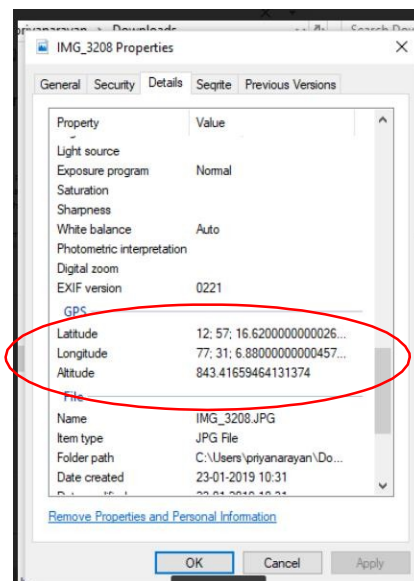 priyanarayan > Downloads
Search Dow
IMG_3208 Properties
General Security Details Seqrite Previous Versions
Property Value
Light source
Exposure program Normal
Saturation
Sharpness
White balance Auto
Photometric interpretation
Digital zoom
EXIF version 0221
GPS
Latitude 12; 57; 16.6200000000026...
Longitude 77; 31; 6.88000000000457...
Altitude 843.41659464131374
File
Name IMG_3208.JPG
Item type JPG File
Folder path C:\Users\priyanarayan\Do...
Date created 23-01-2019 10:31
Remove Properties and Personal Information
OK Cancel Apply